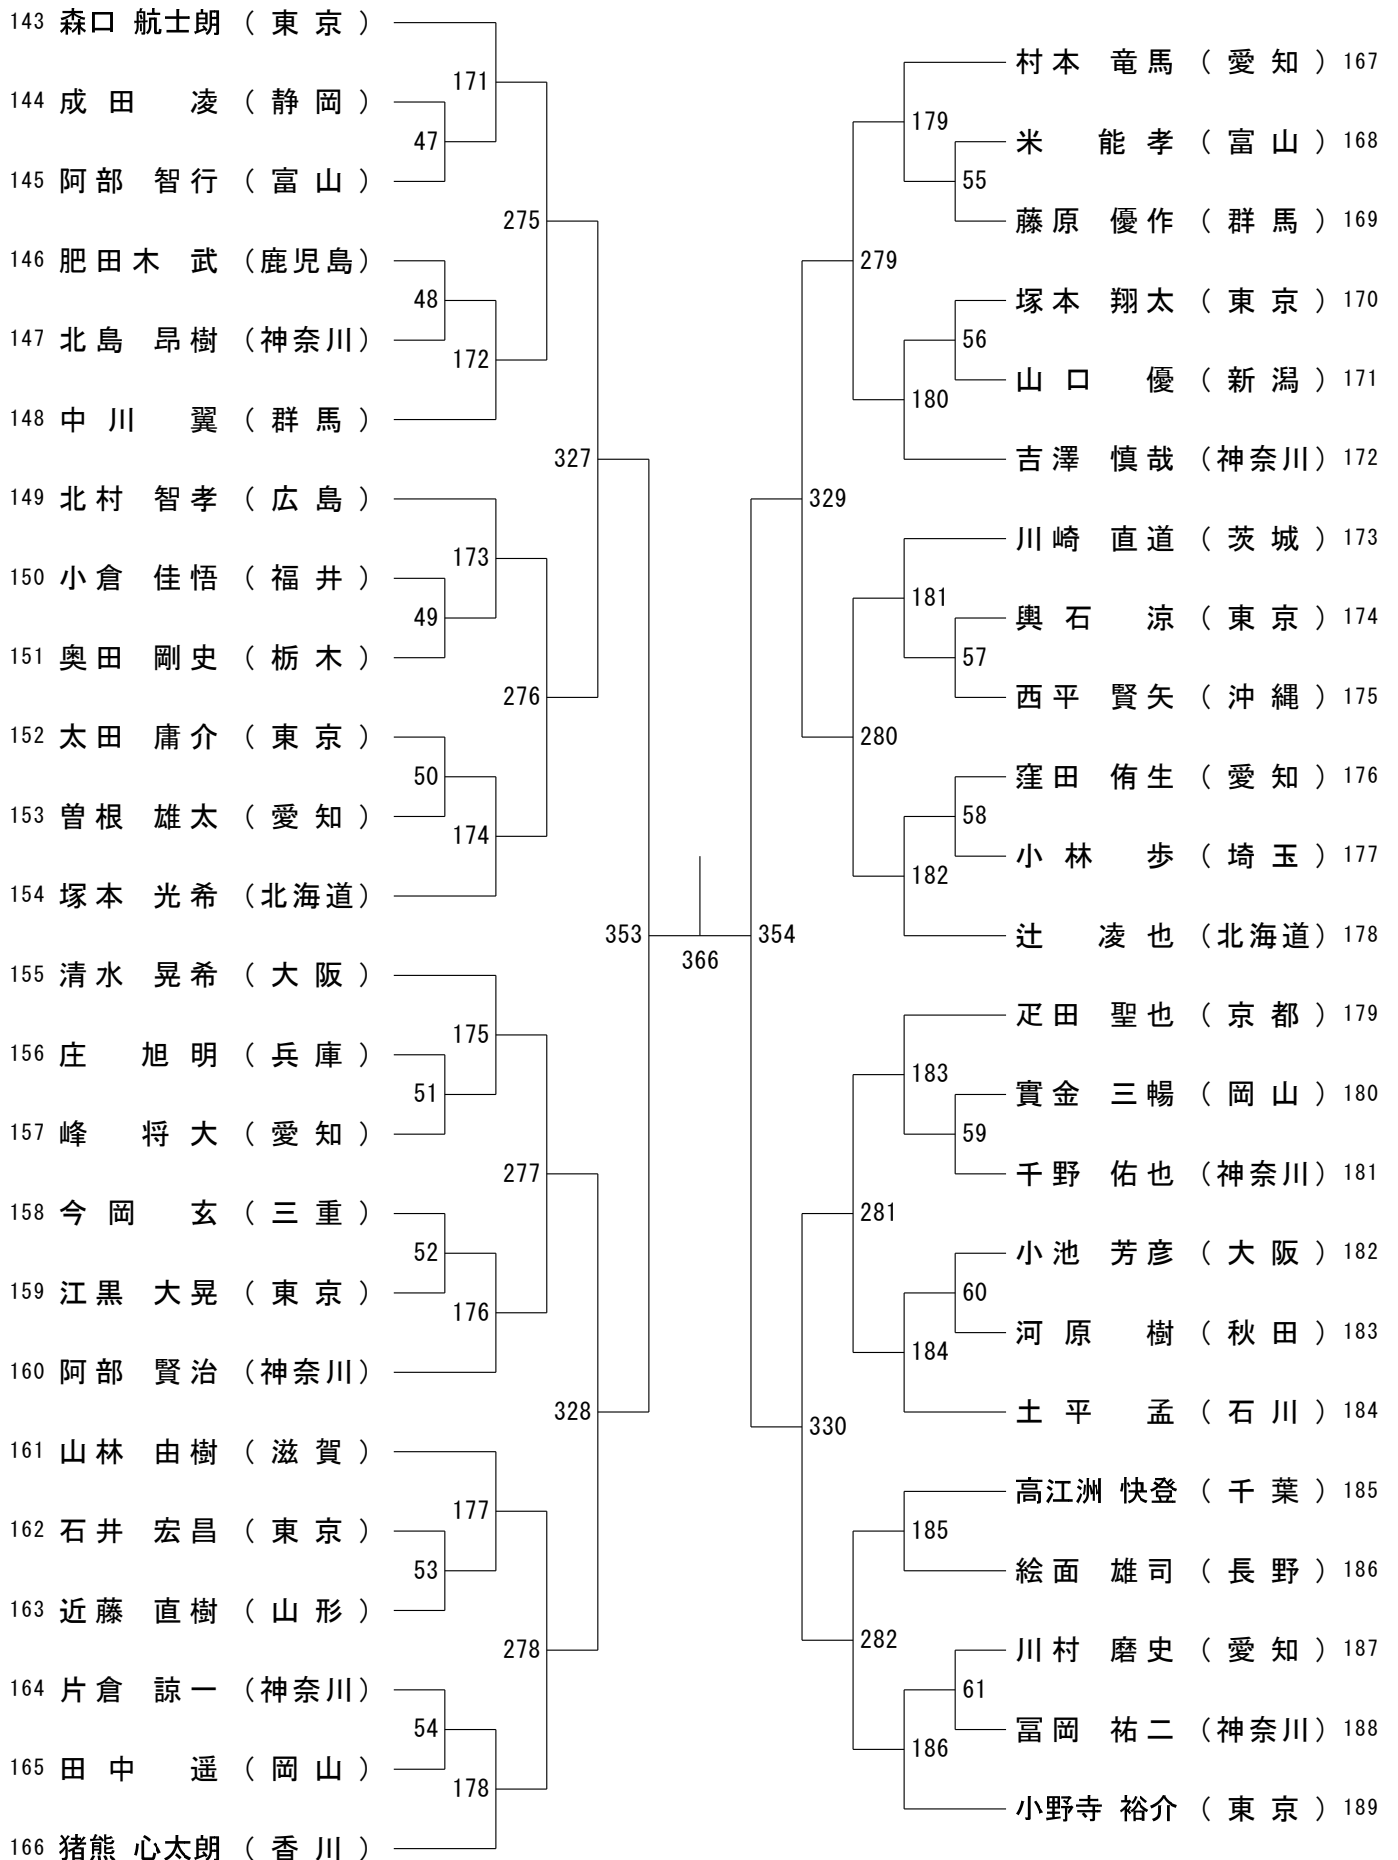 143 森口 航士朗 ( 東 京 )
171
144 成 田 凌 ( 静 岡 )
47
145 阿部 智行 ( 富 山 )
275
146 肥田木 武 (鹿児島)
48
147 北島 昂樹 (神奈川)
172
148 中 川 翼 ( 群 馬 )
327
149 北村 智孝 ( 広 島 )
173
150 小倉 佳悟 ( 福 井 )
49
151 奥田 剛史 ( 栃 木 )
276
152 太田 庸介 ( 東 京 )
50
153 曽根 雄太 ( 愛 知 )
174
154 塚本 光希 (北海道)
353
155 清水 晃希 ( 大 阪 )
175
156 庄 旭明 ( 兵 庫 )
51
157 峰 将大 ( 愛 知 )
277
158 今 岡 玄 ( 三 重 )
52
159 江黒 大晃 ( 東 京 )
176
160 阿部 賢治 (神奈川)
328
161 山林 由樹 ( 滋 賀 )
177
162 石井 宏昌 ( 東 京 )
53
163 近藤 直樹 ( 山 形 )
278
164 片倉 諒一 (神奈川)
54
165 田 中 遥 ( 岡 山 )
178
166 猪熊 心太朗 ( 香 川 )
366
村本 竜馬 ( 愛 知 ) 167
179
米 能孝 ( 富 山 ) 168
55
藤原 優作 ( 群 馬 ) 169
279
塚本 翔太 ( 東 京 ) 170
56
山 口 優 ( 新 潟 ) 171
180
吉澤 慎哉 (神奈川) 172
329
川崎 直道 ( 茨 城 ) 173
181
輿 石 涼 ( 東 京 ) 174
57
西平 賢矢 ( 沖 縄 ) 175
280
窪田 侑生 ( 愛 知 ) 176
58
小 林 歩 ( 埼 玉 ) 177
182
辻 凌也 (北海道) 178
354
疋田 聖也 ( 京 都 ) 179
183
實金 三暢 ( 岡 山 ) 180
59
千野 佑也 (神奈川) 181
281
小池 芳彦 ( 大 阪 ) 182
60
河 原 樹 ( 秋 田 ) 183
184
土 平 孟 ( 石 川 ) 184
330
高江洲 快登 ( 千 葉 ) 185
185
絵面 雄司 ( 長 野 ) 186
282
川村 磨史 ( 愛 知 ) 187
61
冨岡 祐二 (神奈川) 188
186
小野寺 裕介 ( 東 京 ) 189